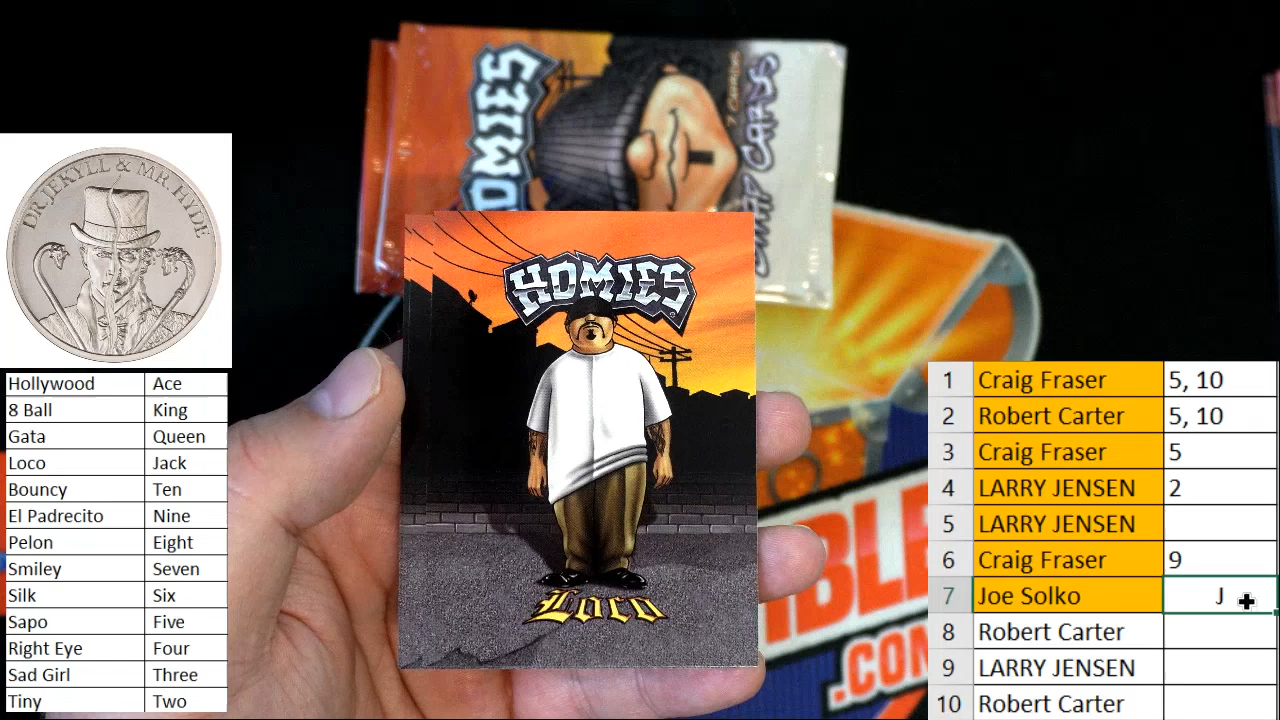 HOMIES
7 CARDS
DR. JEKYLL & MR. HYDE
HOMIES
Loco
Hollywood Ace
8 Ball King
Gata Queen
Loco Jack
Bouncy Ten
El Padrecito Nine
Pelon Eight
Smiley Seven
Silk Six
Sapo Five
Right Eye Four
Sad Girl Three
Tiny Two
1 Craig Fraser 5, 10
2 Robert Carter 5, 10
3 Craig Fraser 5
4 LARRY JENSEN 2
5 LARRY JENSEN
6 Craig Fraser 9
7 Joe Solko J
8 Robert Carter
9 LARRY JENSEN
10 Robert Carter
.COM